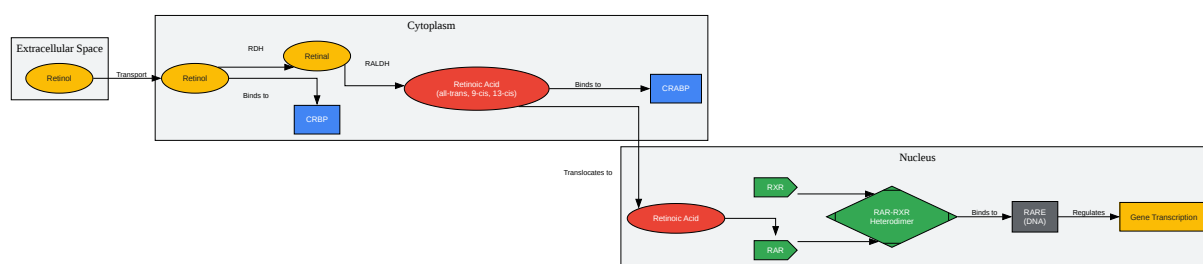 Cytoplasm
Extracellular Space
Retinol
Transport
Retinol
RDH
Retinal
RALDH
Binds to
CRBP
Retinoic Acid
(all-trans, 9-cis, 13-cis)
Binds to
CRABP
Translocates to
Nucleus
Retinoic Acid
RXR
RAR
RAR-RXR
Heterodimer
Binds to
RARE
(DNA)
Regulates
Gene Transcription